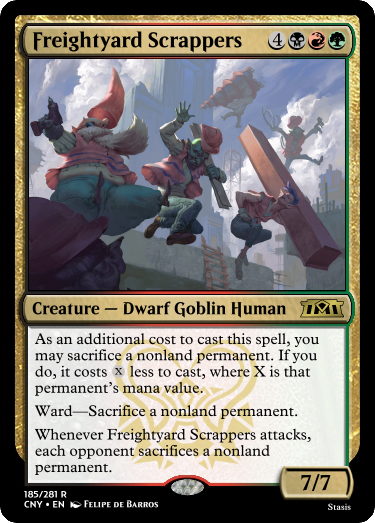 Freightyard Scrappers 4
Creature — Dwarf Goblin Human
As an additional cost to cast this spell, you
may sacrifice a nonland permanent. If you
do, it costs X less to cast, where X is that
permanent's mana value.
Ward—Sacrifice a nonland permanent.
Whenever Freightyard Scrappers attacks,
each opponent sacrifices a nonland
permanent.
7/7
185/281 R
CNY • EN Felipe de Barros
Stasis